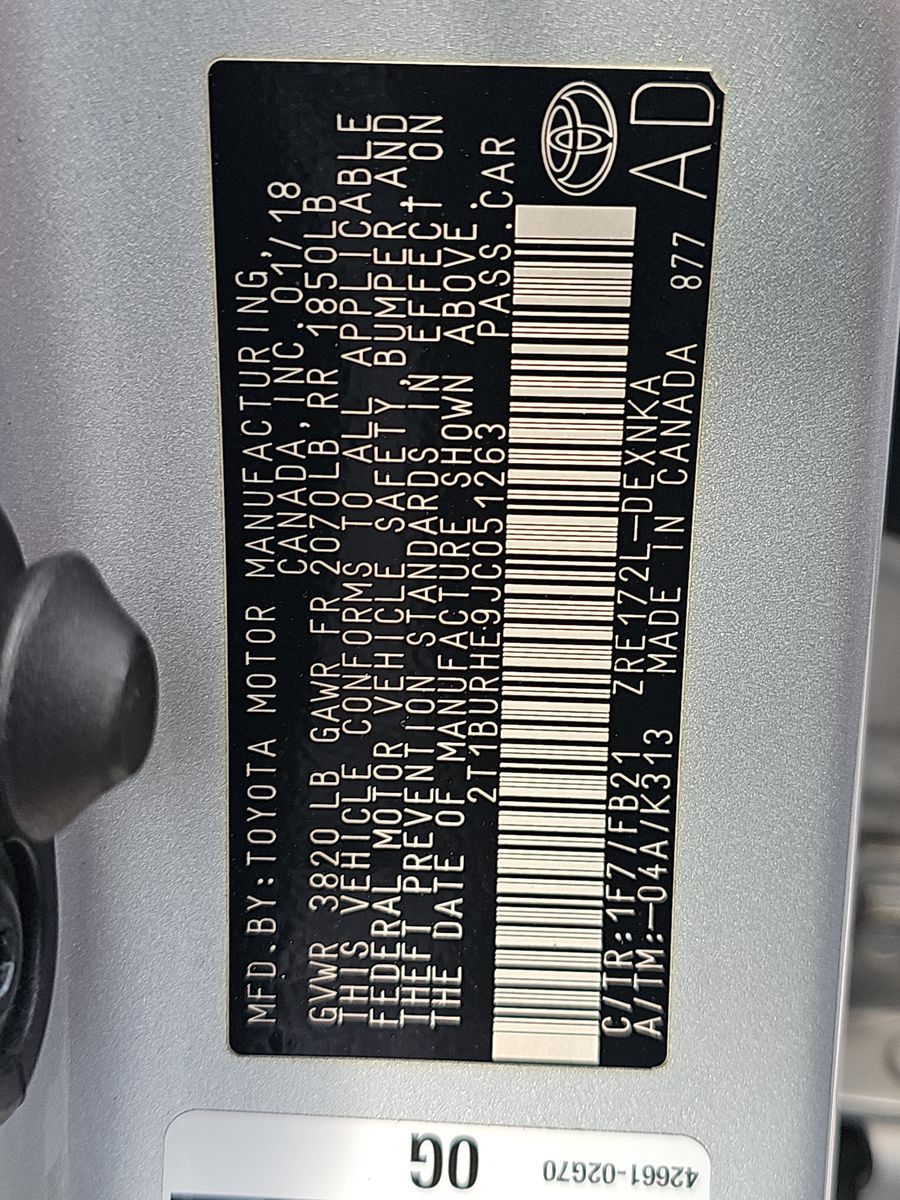 MFD.BY:TOYOTA MOTOR MANUFACTURING,
CANADA, INC. 01/18
GVWR 3820LB GAWR FR 2070LB,RR 1850LB
THIS VEHICLE CONFORMS TO ALL APPLICABLE
FEDERAL MOTOR VEHICLE SAFETY,BUMPER,AND
THEFT PREVENTION STANDARDS IN EFFECT ON
THE DATE OF MANUFACTURE SHOWN ABOVE.
2T1BURHE9JC051263 PASS.CAR
C/TR:1F7/FB21 ZRE172L-DEXNKA
A/TM:-04A/K313 MADE IN CANADA 877
AD
0G
42661-02G70